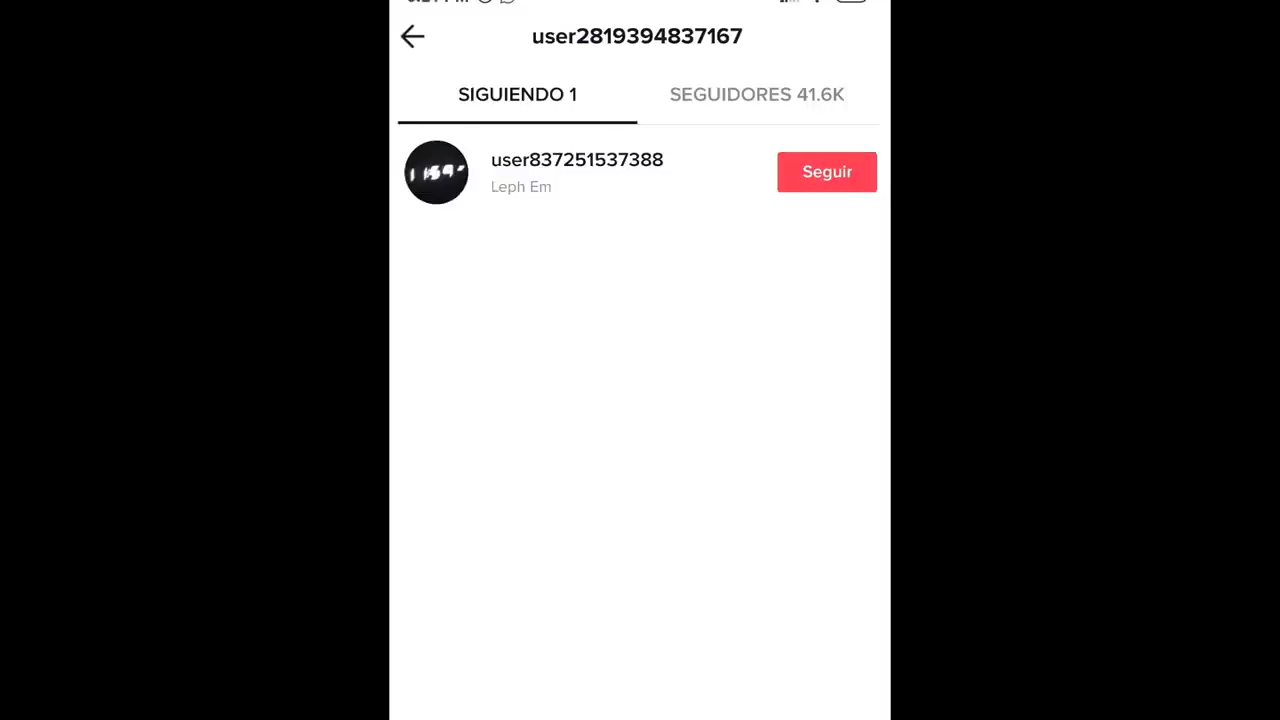 user2819394837167
SIGUIENDO 1
SEGUIDORES 41.6K
user837251537388
Leph Em
Seguir